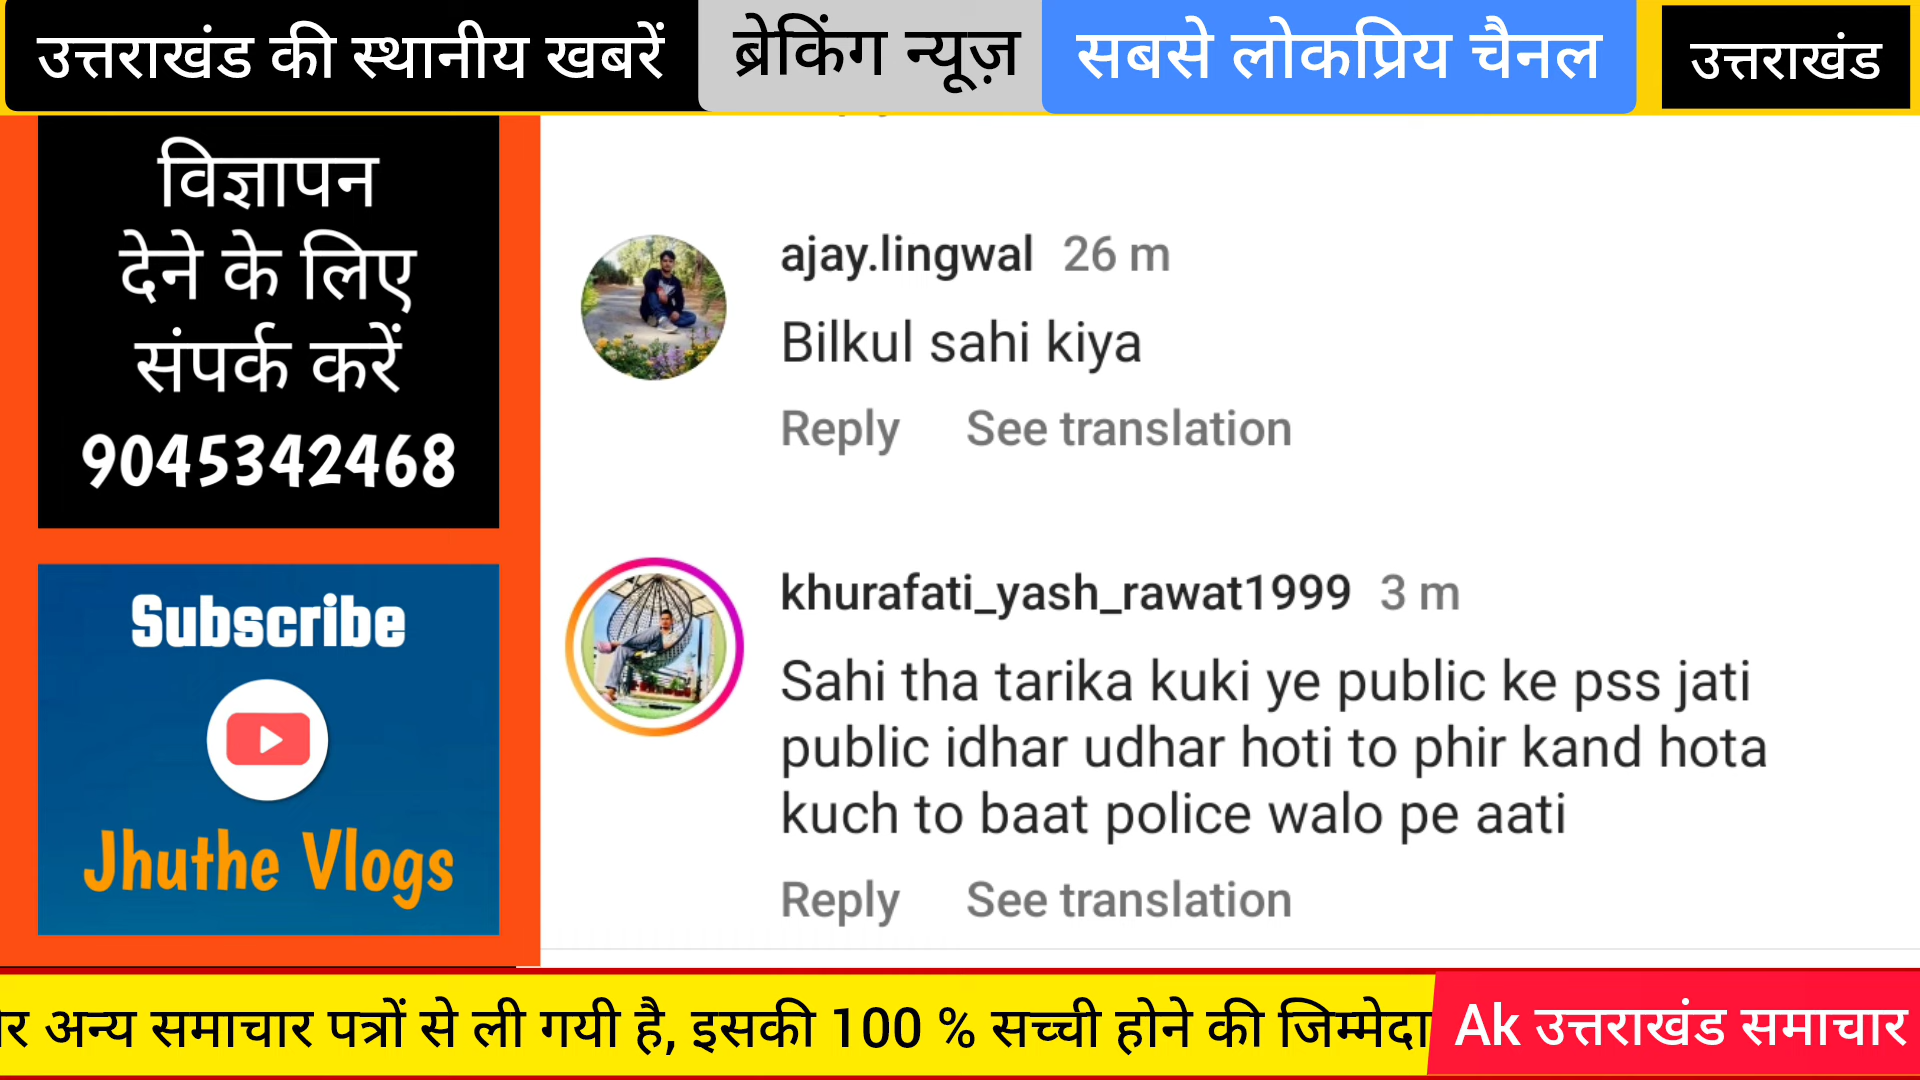 उत्तराखंड की स्थानीय खबरें
ब्रेकिंग न्यूज़
सबसे लोकप्रिय चैनल
उत्तराखंड
विज्ञापन
देने के लिए
संपर्क करें
9045342468
Subscribe
Jhuthe Vlogs
ajay.lingwal 26 m
Bilkul sahi kiya
Reply See translation
khurafati_yash_rawat1999 3 m
Sahi tha tarika kuki ye public ke pss jati
public idhar udhar hoti to phir kand hota
kuch to baat police walo pe aati
Reply See translation
अन्य समाचार पत्रों से ली गयी है, इसकी 100 % सच्ची होने की जिम्मेदा
Ak उत्तराखंड समाचार